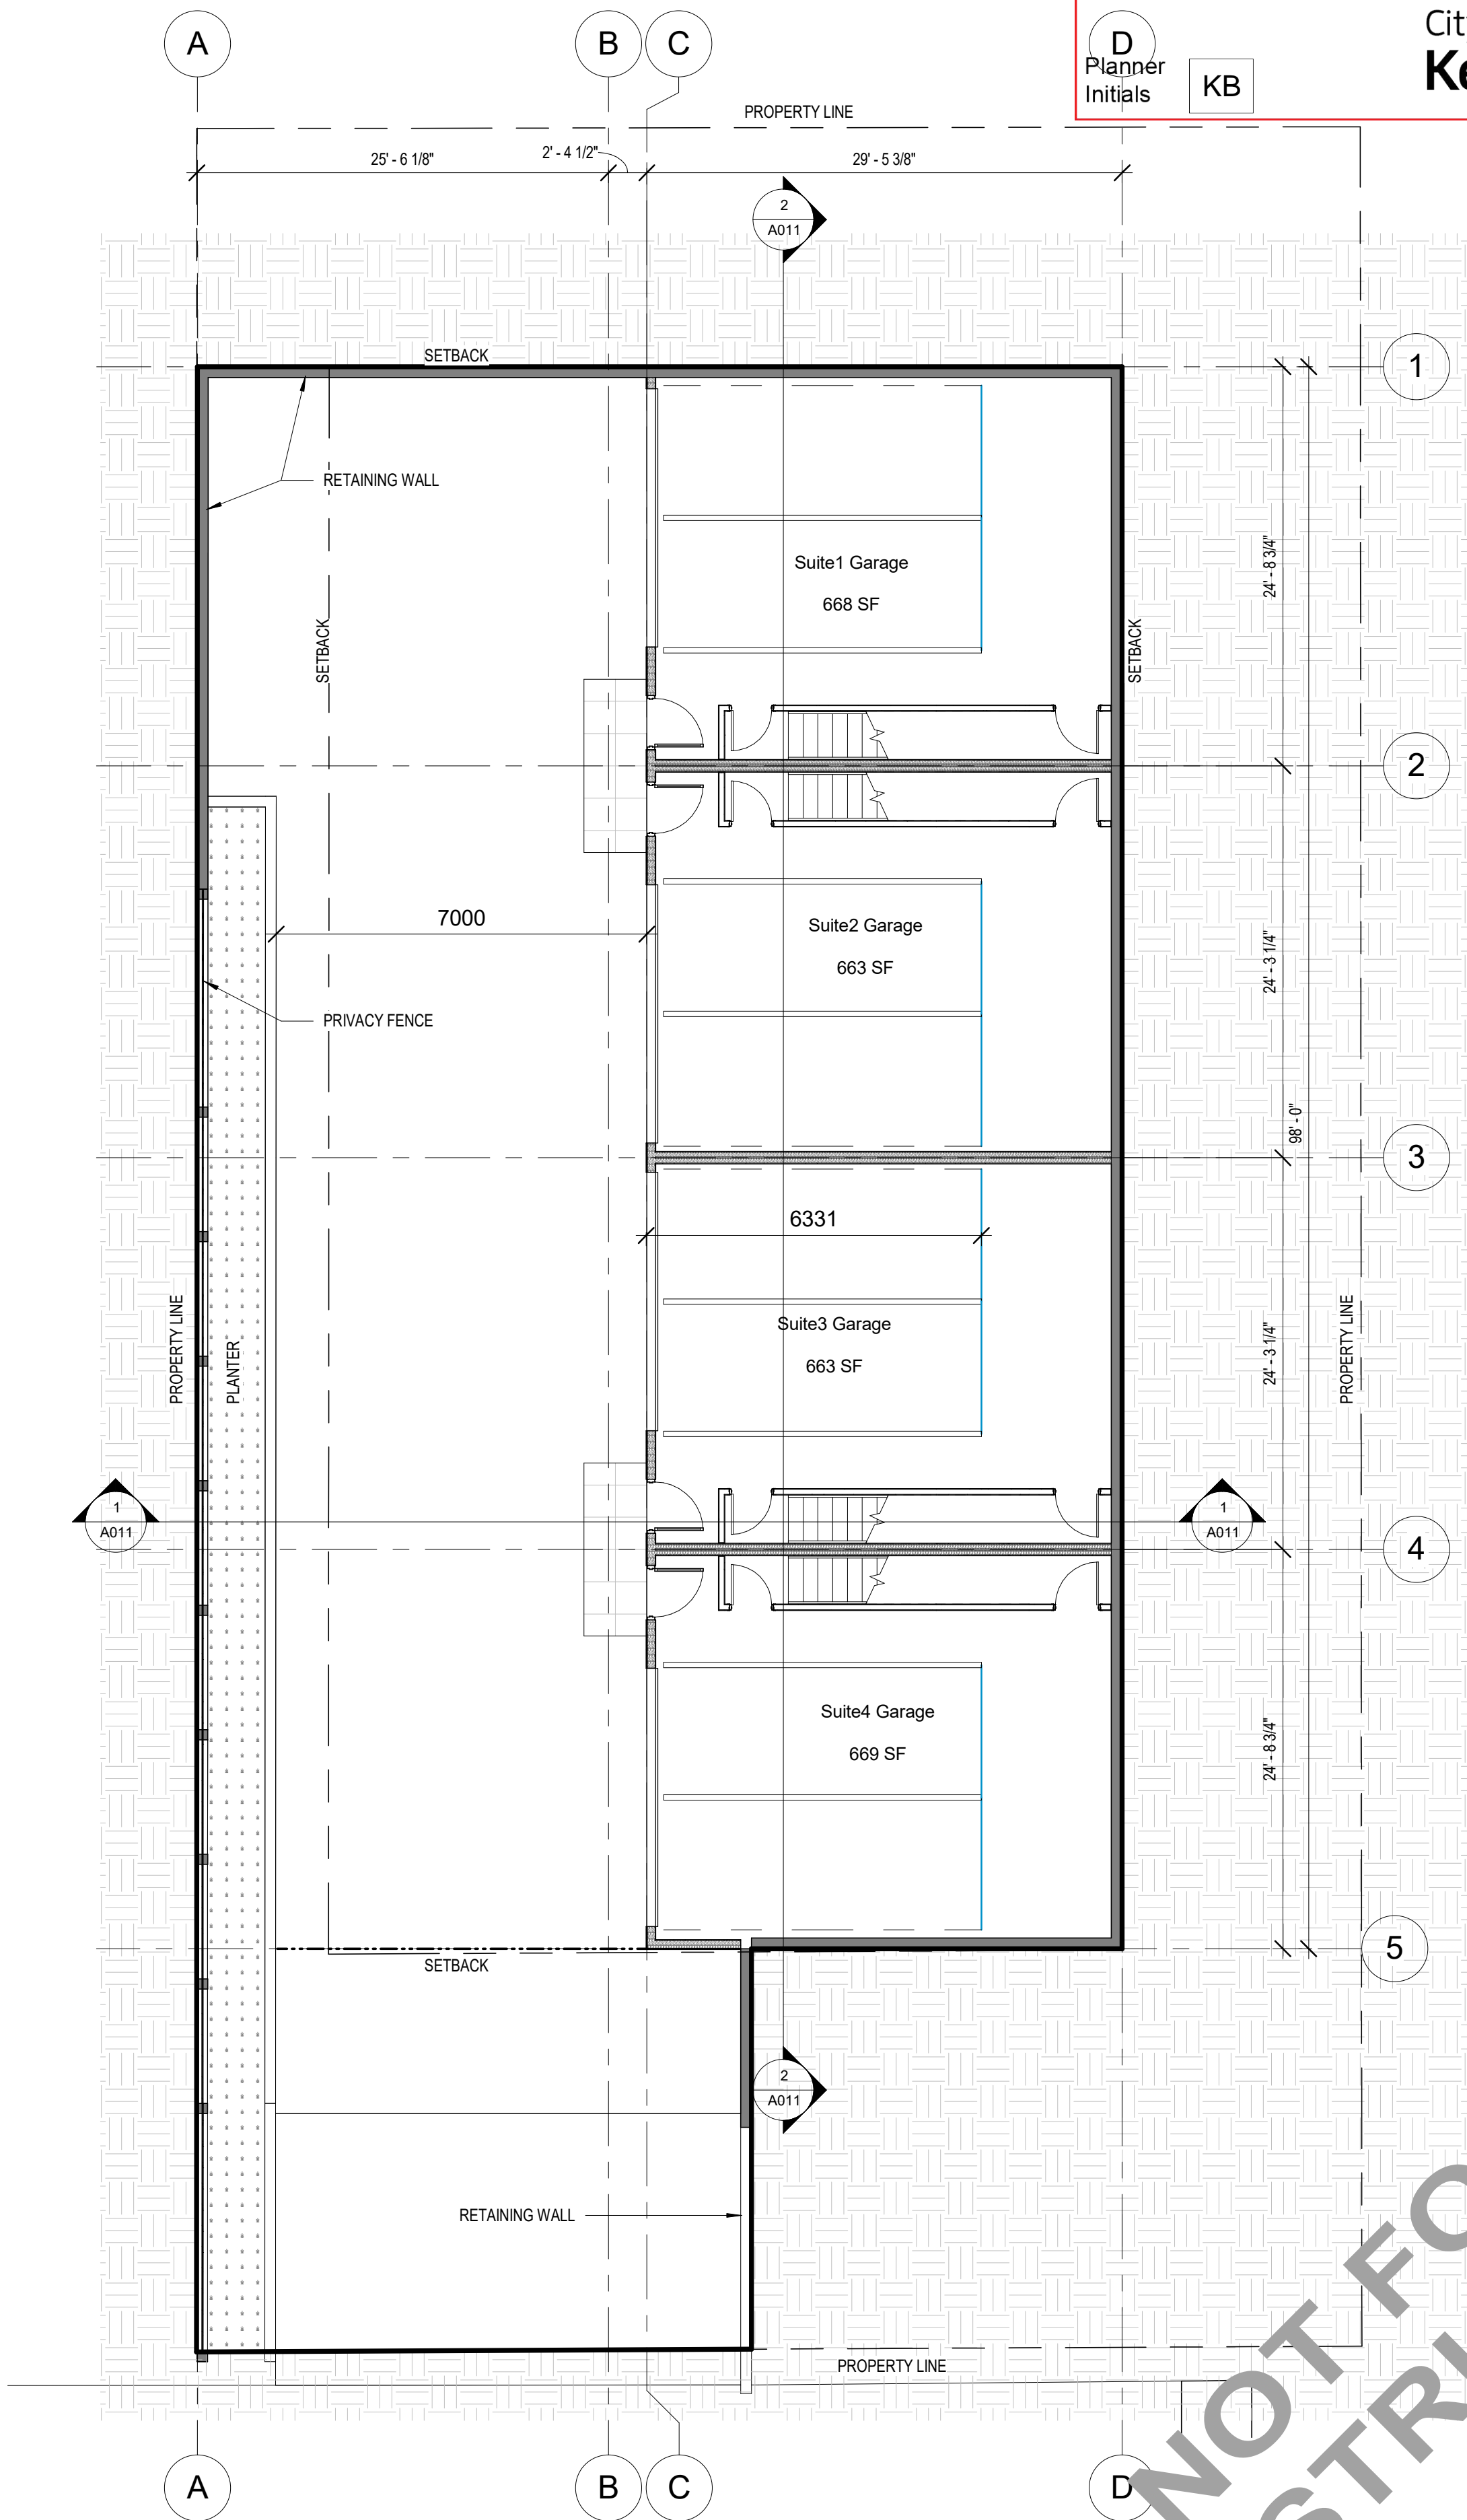 A
B
C
D
Planner
Initials
KB
PROPERTY LINE
25' - 6 1/8"
2' - 4 1/2"
29' - 5 3/8"
2
A011
SETBACK
1
RETAINING WALL
24' - 8 3/4"
Suite1 Garage
668 SF
SETBACK
SETBACK
2
7000
Suite2 Garage
663 SF
24' - 3 1/4"
PRIVACY FENCE
98' - 0"
3
6331
Suite3 Garage
663 SF
PROPERTY LINE
PLANTER
24' - 3 1/4"
PROPERTY LINE
1
A011
1
A011
4
Suite4 Garage
669 SF
24' - 8 3/4"
5
SETBACK
2
A011
RETAINING WALL
PROPERTY LINE
NOT
A
B
C
D